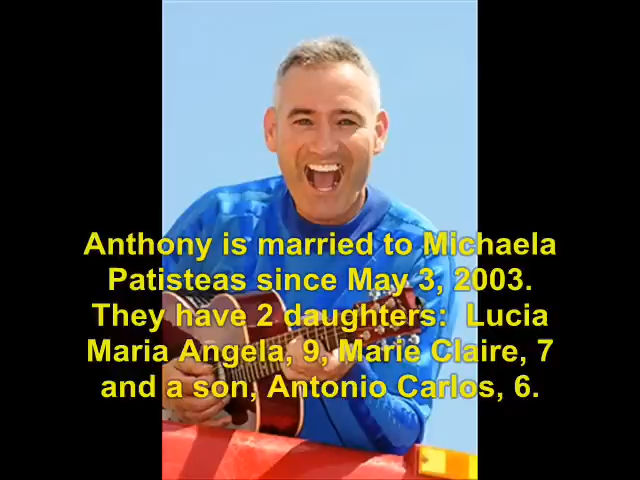 Anthony is married to Michaela
Patisteas since May 3, 2003.
They have 2 daughters:  Lucia
Maria Angela, 9, Marie Claire, 7
and a son, Antonio Carlos, 6.